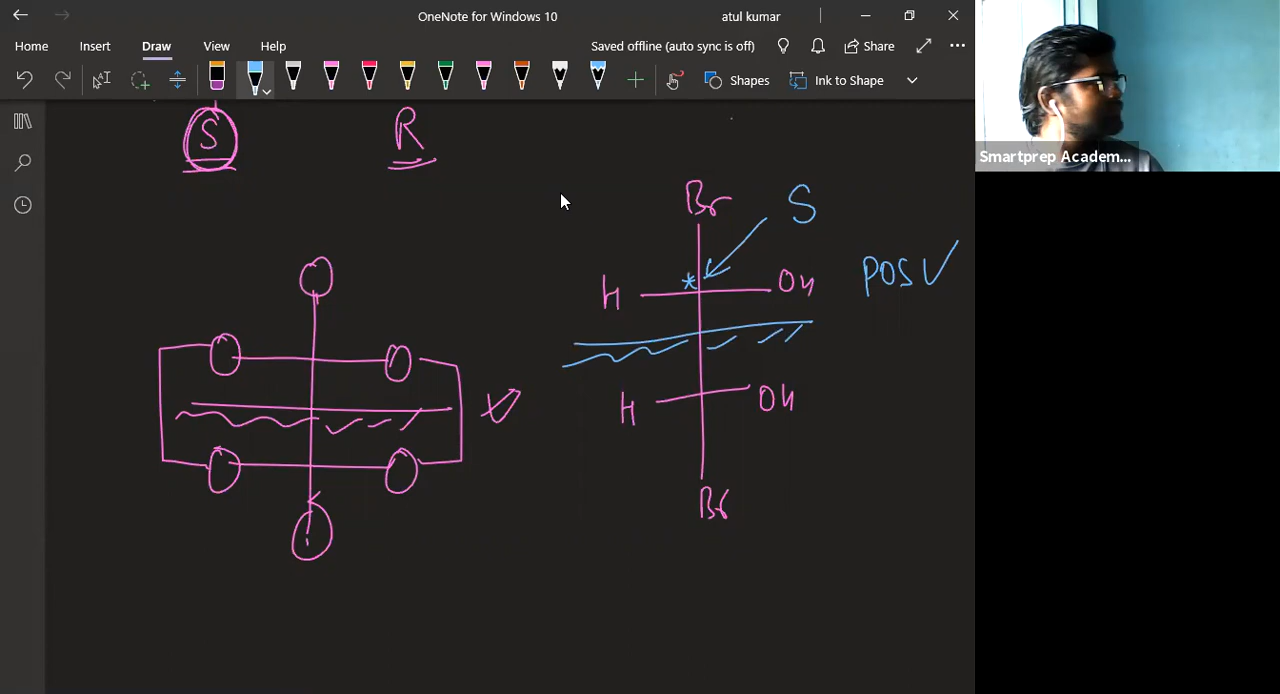 OneNote for Windows 10
atul kumar
Home Insert Draw View Help
Saved offline (auto sync is off)
Share
Shapes
Ink to Shape
Smartprep Academ...
S R
Br S
* H OH POS
H OH
Br